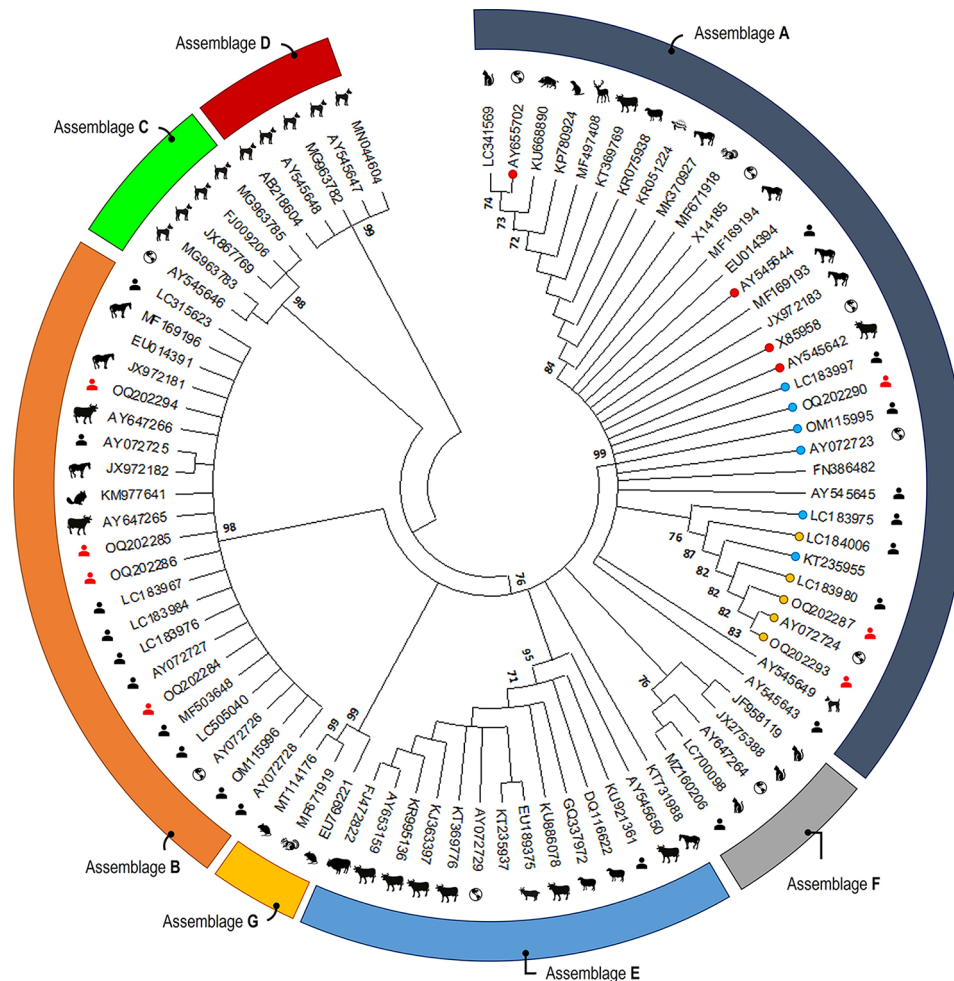 Assemblage A
Assemblage D
Assemblage C
Assemblage B
Assemblage G
Assemblage E
Assemblage F
LC341569
AY655702
KU668890
KP780924
MF497408
KT369789
KR075938
KR051224
MK370927
MF671918
X14185
MF169194
EU014394
AY545644
MF169193
JX972183
X85958
AY545642
LC183997
OQ202290
OM115995
AY072723
FN386482
AY545645
LC183975
LC184006
KT235955
LC183980
OQ202287
AY072724
OQ202293
AY545649
AY545643
JF958119
JX275388
AY647264
LC700098
MZ160206
KT731988
AY545650
KU921361
DQ116622
GQ337972
KU886078
EU189375
KT235937
AY072729
KT369776
KJ363397
AY653159
FJ472822
EU769221
MF671919
MT114176
AY072728
OM115996
AY072726
LC505040
MF503648
OQ202284
AY072727
LC183976
LC183984
LC183967
OQ202286
OQ202285
AY647265
KM977641
JX972182
AY072725
AY647266
OQ202294
JX972181
EU014391
MF169196
LC315623
AY545646
MG963783
JX867769
FJ009206
MG963785
AB218604
AY545648
MG963782
AY545647
MN044604
74
73
72
84
99
76
87
82
82
83
76
95
71
76
99
99
98
98
99